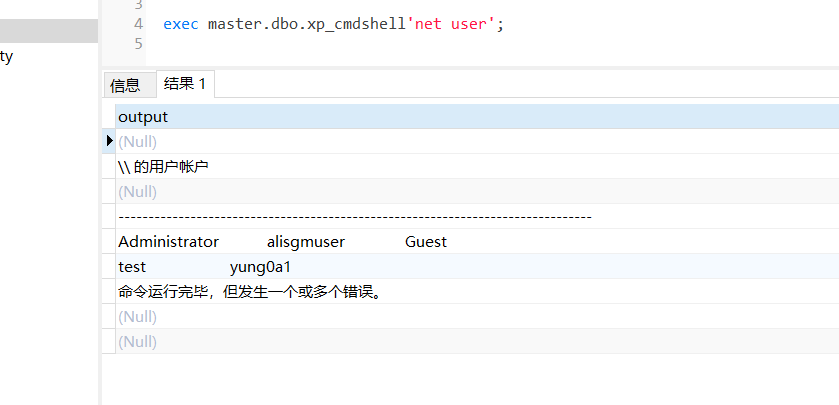 3
4 exec master.dbo.xp_cmdshell'net user';
5
ty
信息 结果 1
output
(Null)
\\ 的用户帐户
(Null)
-------------------------------------------------------------------------------
Administrator alisgmuser Guest
test yung0a1
命令运行完毕，但发生一个或多个错误。
(Null)
(Null)